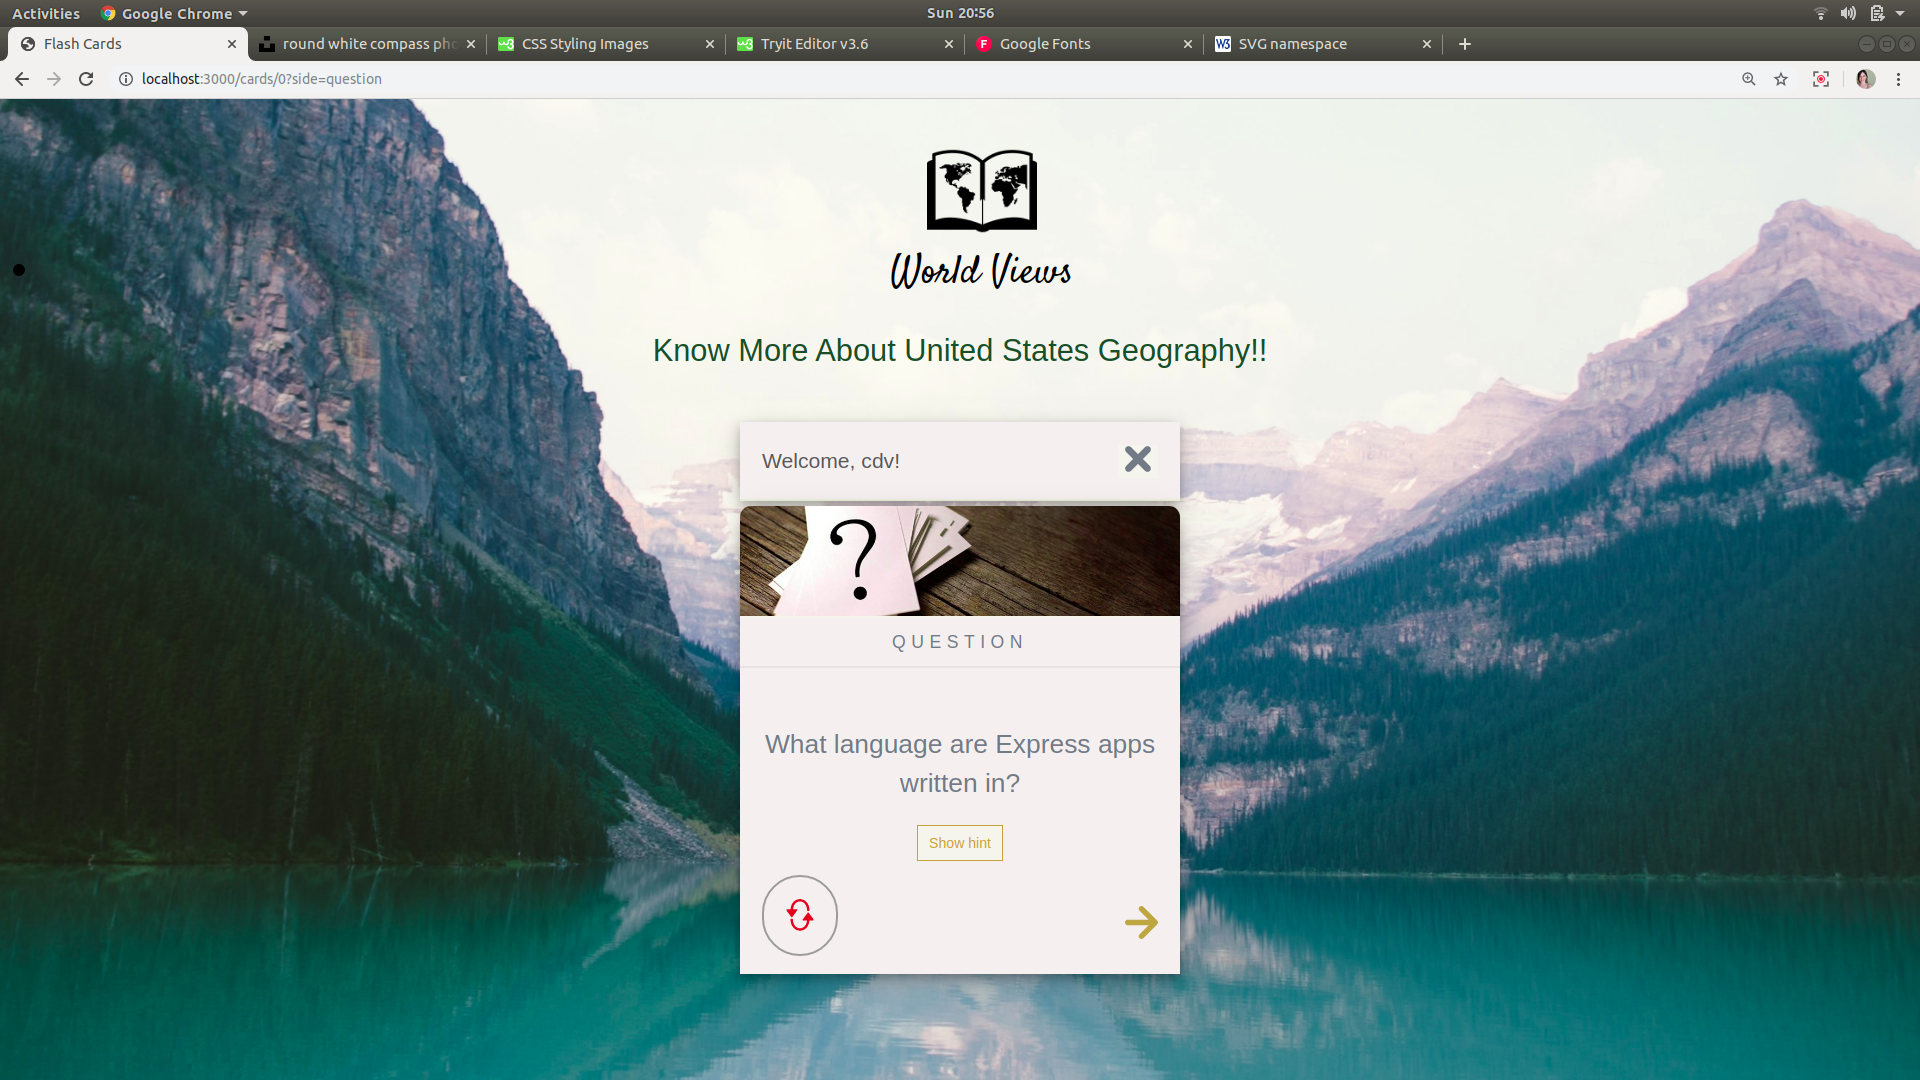 Activities
Google Chrome
Sun 20:56
Flash Cards
round white compass pho
CSS Styling Images
Tryit Editor v3.6
Google Fonts
SVG namespace
localhost:3000/cards/0?side=question
World Views
Know More About United States Geography!!
Welcome, cdv!
?
QUESTION
What language are Express apps
written in?
Show hint